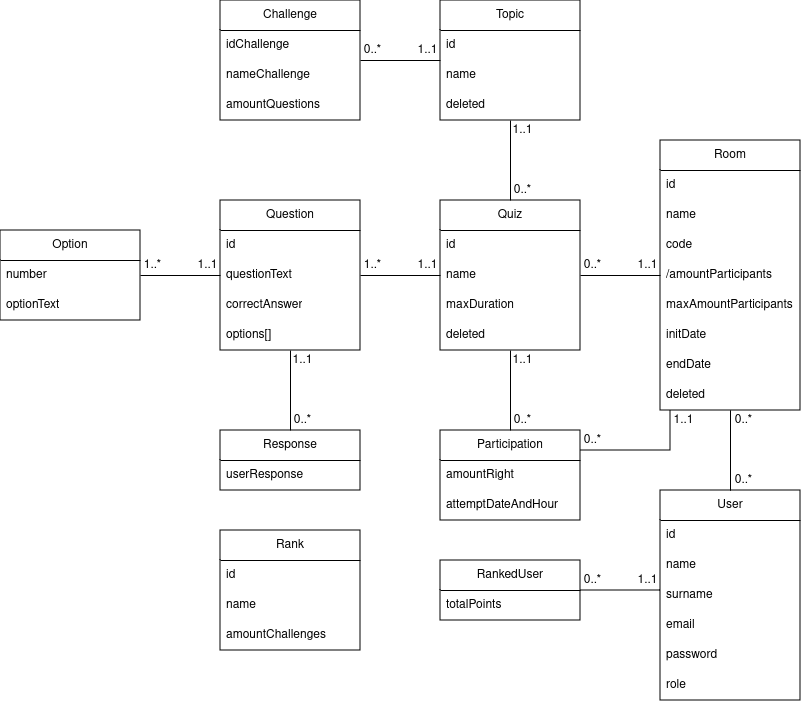 Challenge
idChallenge
nameChallenge
amountQuestions
0..*
1..1
Topic
id
name
deleted
1..1
0..*
Room
id
name
code
/amountParticipants
maxAmountParticipants
initDate
endDate
deleted
Option
number
optionText
1..*
1..1
Question
id
questionText
correctAnswer
options[]
1..*
1..1
Quiz
id
name
maxDuration
deleted
0..*
1..1
1..1
0..*
1..1
0..*
Response
userResponse
Participation
amountRight
attemptDateAndHour
0..*
1..1
0..*
0..*
Rank
id
name
amountChallenges
RankedUser
totalPoints
0..*
1..1
User
id
name
surname
email
password
role